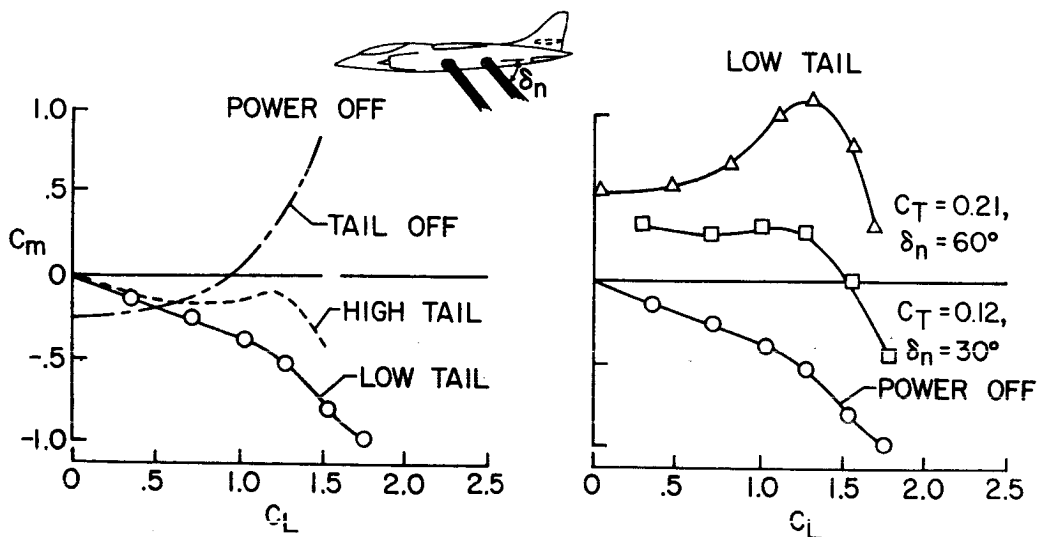 δn
POWER OFF
1.0
.5
Cm
0
-.5
-1.0
TAIL OFF
HIGH TAIL
LOW TAIL
0
.5
1.0
1.5
2.0
2.5
CL
LOW TAIL
CT = 0.21,
δn = 60°
CT = 0.12,
δn = 30°
POWER OFF
0
.5
1.0
1.5
2.0
2.5
CL